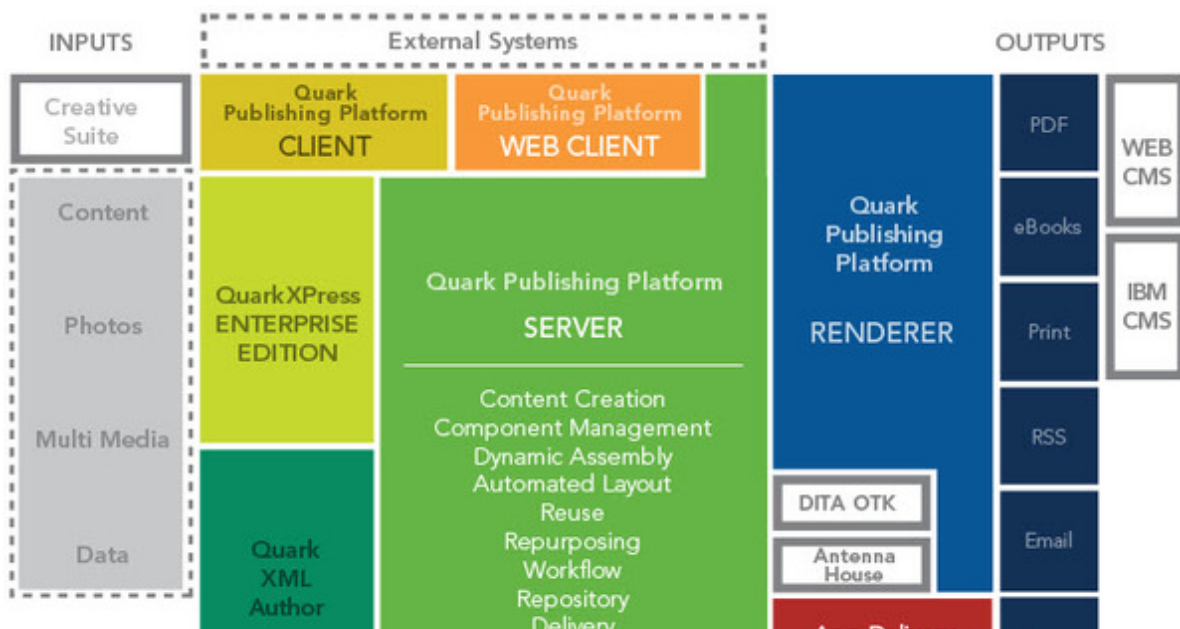 INPUTS
External Systems
OUTPUTS
Creative
Suite
Content
Photos
Multi Media
Data
Quark
Publishing Platform
CLIENT
Quark
Publishing Platform
WEB CLIENT
QuarkXPress
ENTERPRISE
EDITION
Quark
XML
Author
Quark Publishing Platform
SERVER
Content Creation
Component Management
Dynamic Assembly
Automated Layout
Reuse
Repurposing
Workflow
Repository
Delivery
Quark
Publishing
Platform
RENDERER
DITA OTK
Antenna
House
PDF
eBooks
Print
RSS
Email
WEB
CMS
IBM
CMS